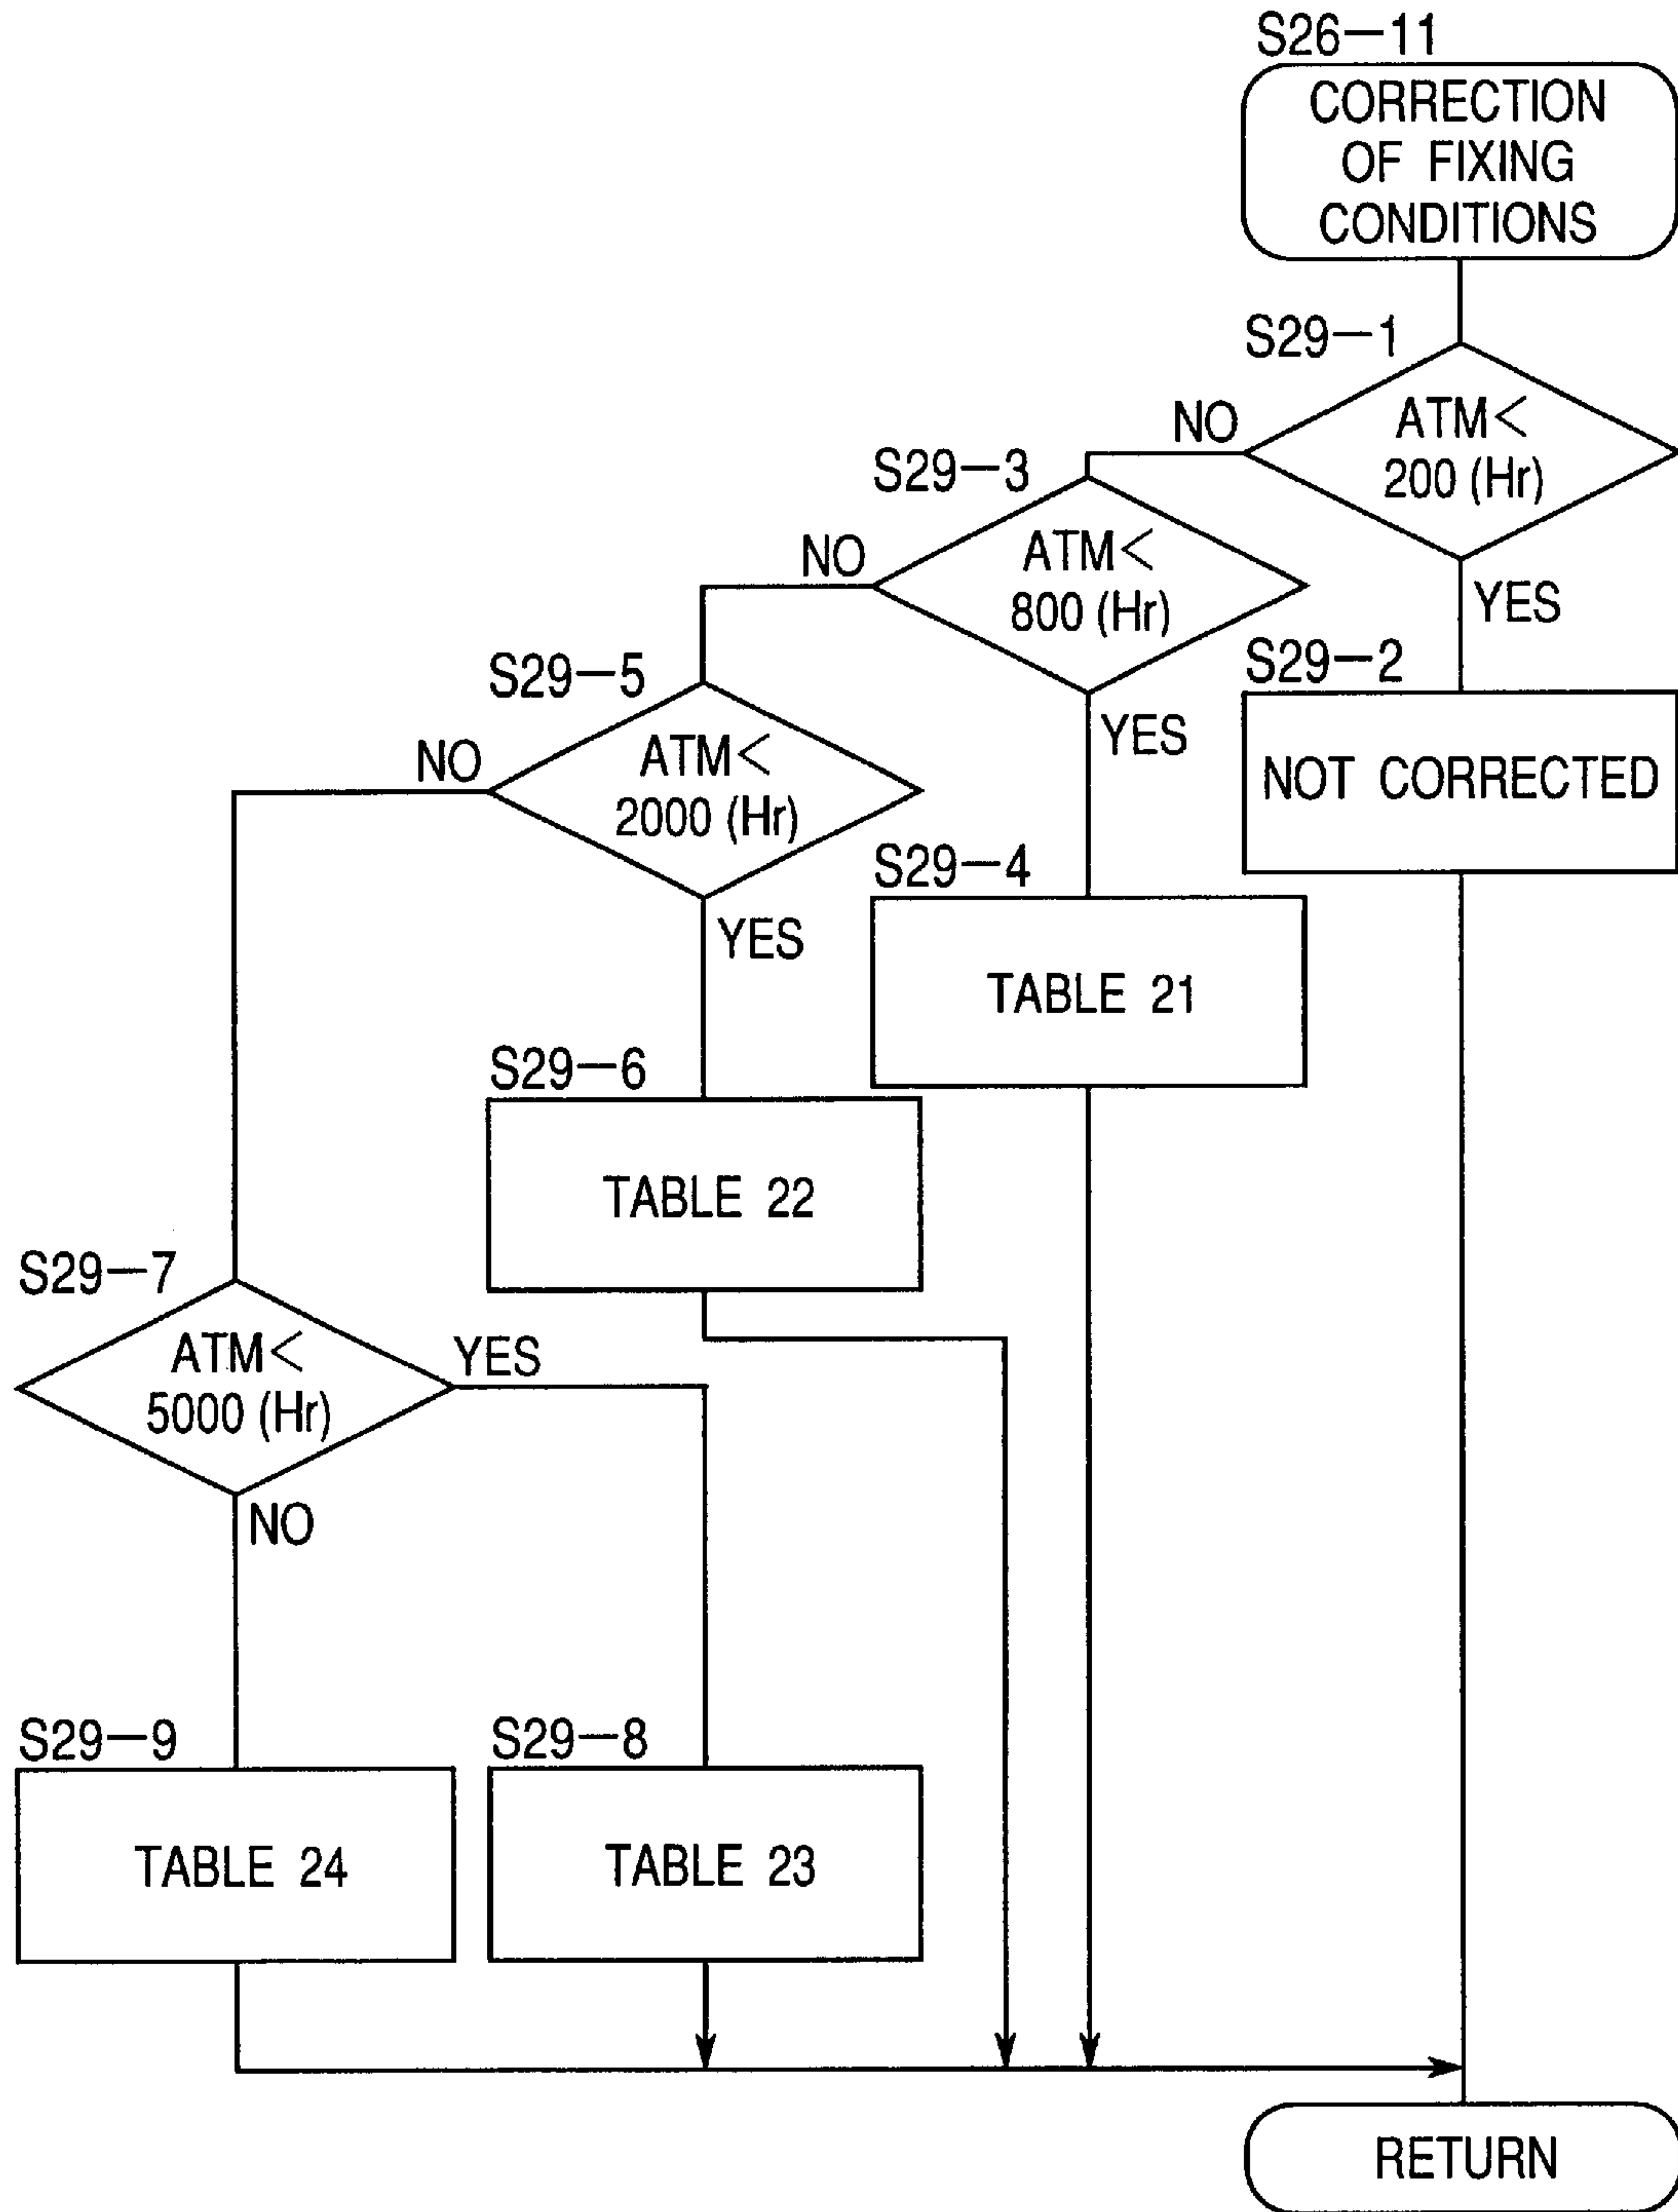 S26-11
CORRECTION
OF FIXING
CONDITIONS
S29-1
ATM<
200 (Hr)
NO
YES
S29-2
NOT CORRECTED
S29-3
ATM<
800 (Hr)
NO
YES
S29-4
TABLE 21
S29-5
ATM<
2000 (Hr)
NO
YES
S29-6
TABLE 22
S29-7
ATM<
5000 (Hr)
YES
NO
S29-8
TABLE 23
S29-9
TABLE 24
RETURN